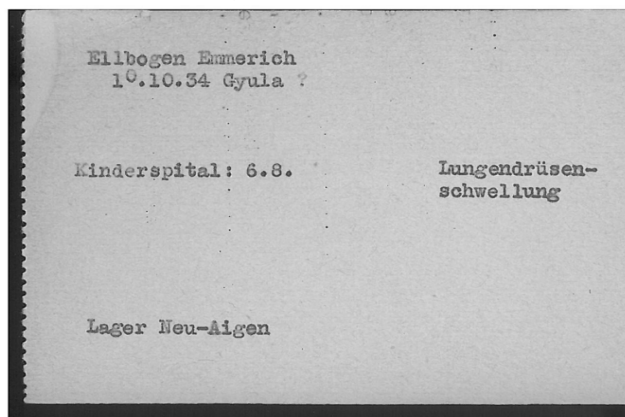 Ellbogen Emmerich
10.10.34 Gyula ?
Kinderspital: 6.8.
Lungendrüsen-
schwellung
Lager Neu-Aigen